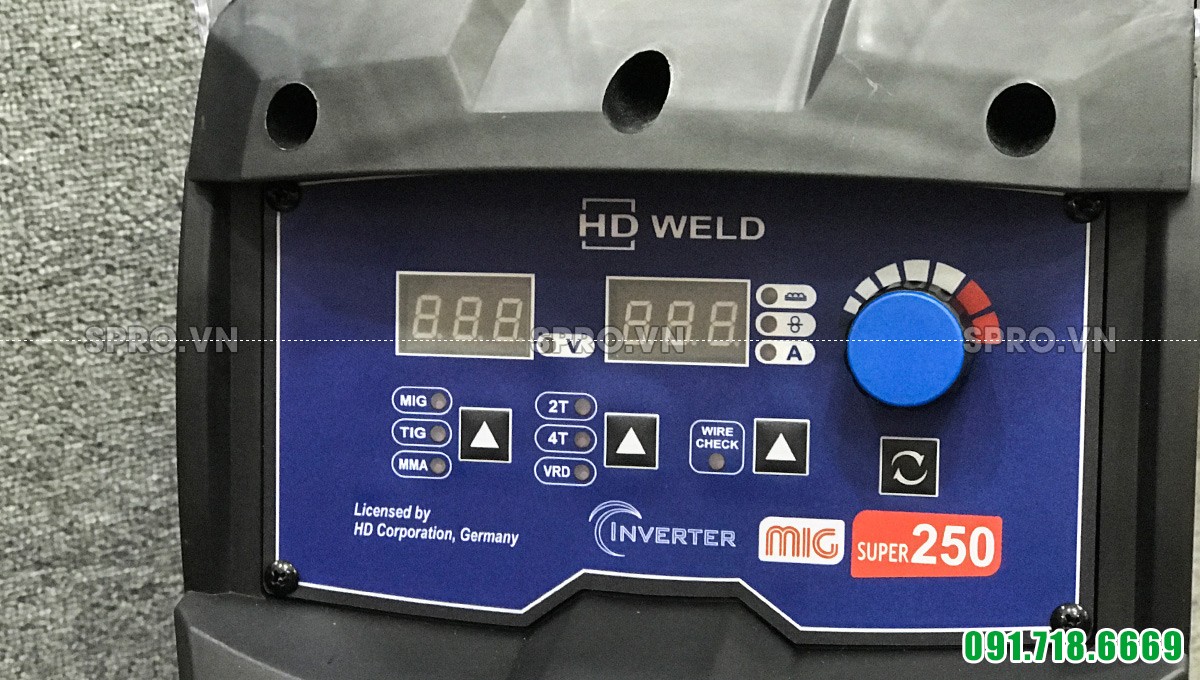 HD WELD
888
888
V
A
SPRO.VN
SPRO.VN
SPRO.VN
MIG
TIG
MMA
2T
4T
VRD
WIRE
CHECK
Licensed by
HD Corporation, Germany
INVERTER
MIG
SUPER 250
091.718.6669